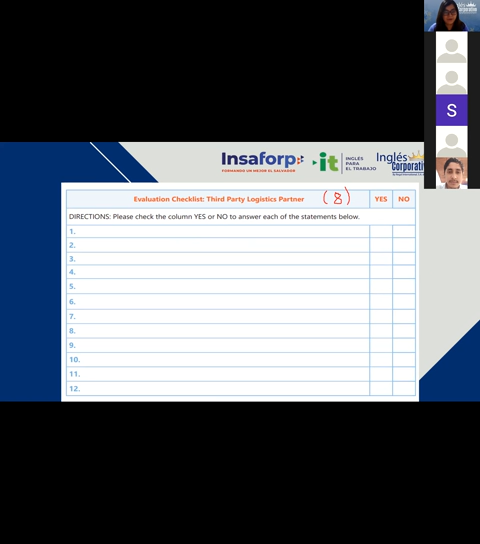 Inglés
Corporativo
S
Insaforp
FORMANDO UN MEJOR EL SALVADOR
it
INGLÉS
PARA
EL TRABAJO
Inglés
Corporativo
Evaluation Checklist: Third Party Logistics Partner (8) YES NO
DIRECTIONS: Please check the column YES or NO to answer each of the statements below.
1.
2.
3.
4.
5.
6.
7.
8.
9.
10.
11.
12.